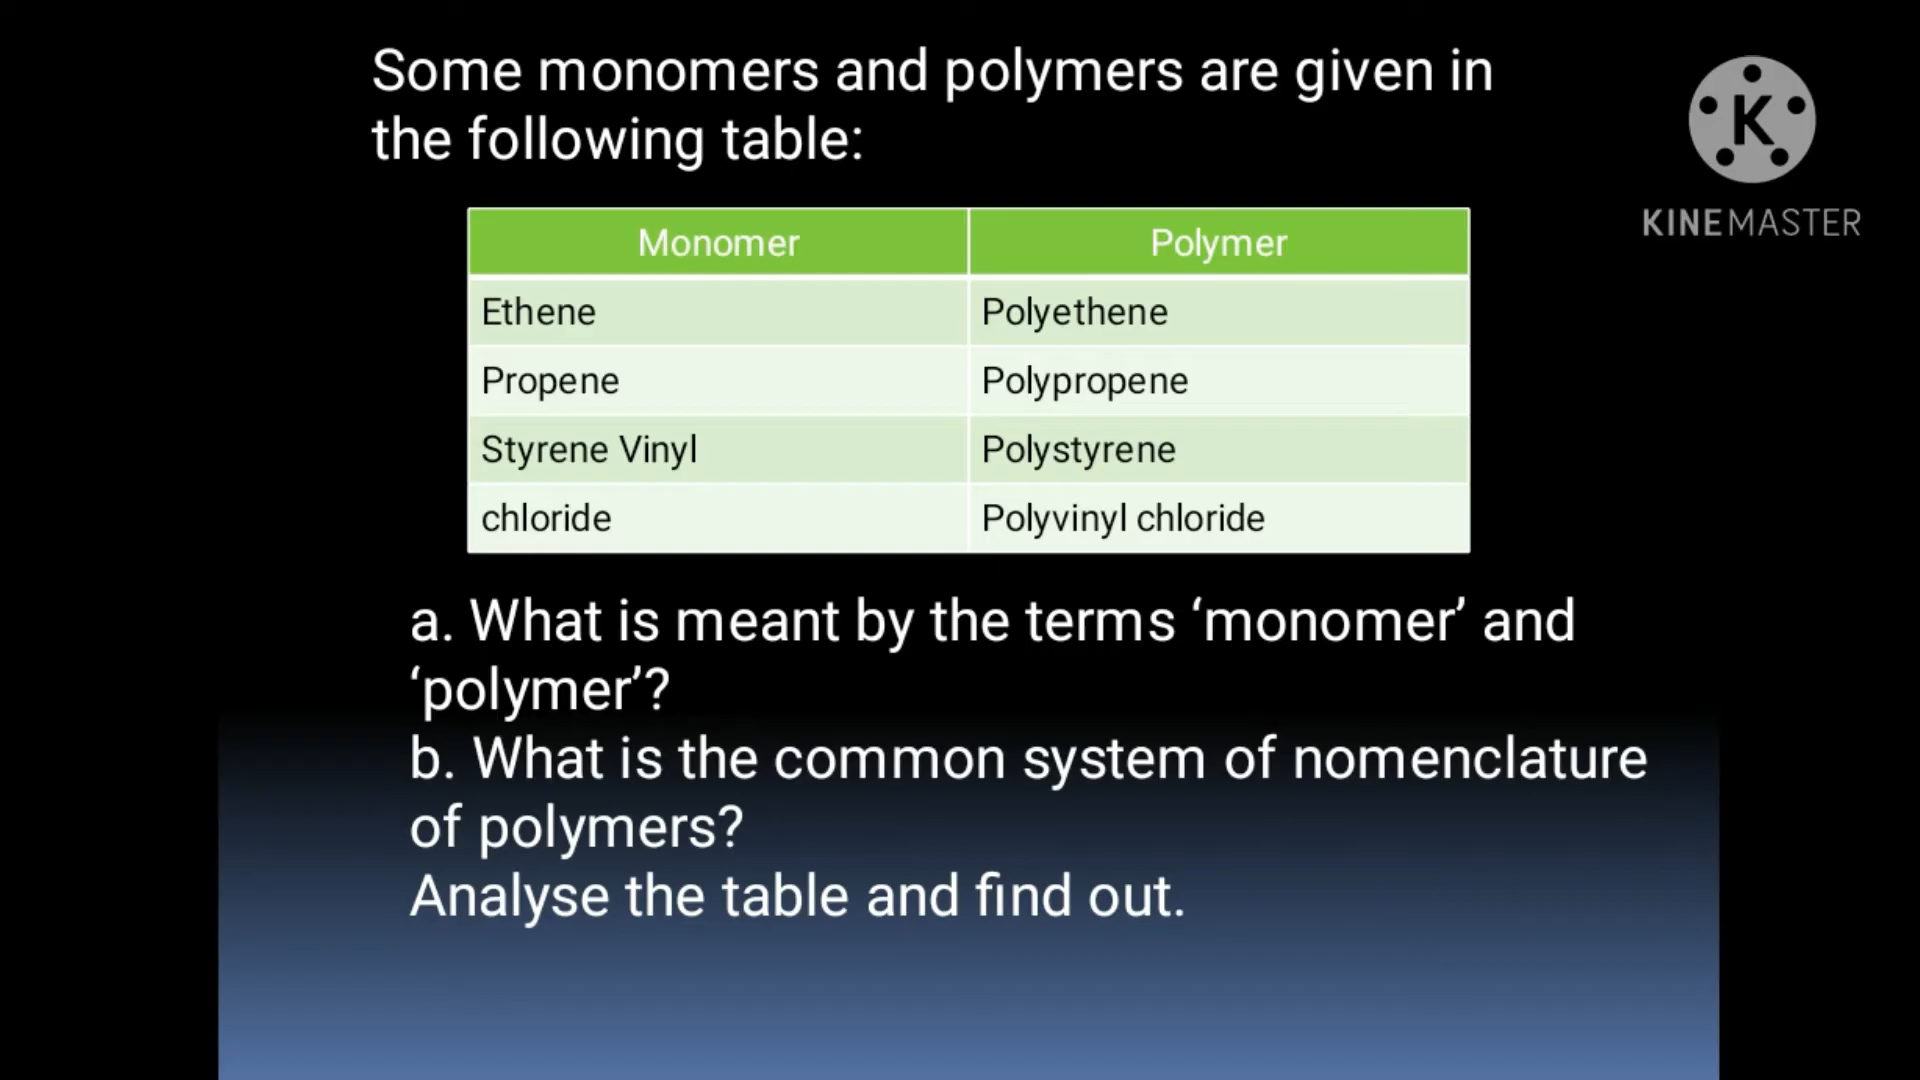 Some monomers and polymers are given in
the following table:
KINEMASTER
Monomer Polymer
Ethene Polyethene
Propene Polypropene
Styrene Vinyl Polystyrene
chloride Polyvinyl chloride
a. What is meant by the terms ‘monomer’ and
‘polymer’?
b. What is the common system of nomenclature
of polymers?
Analyse the table and find out.